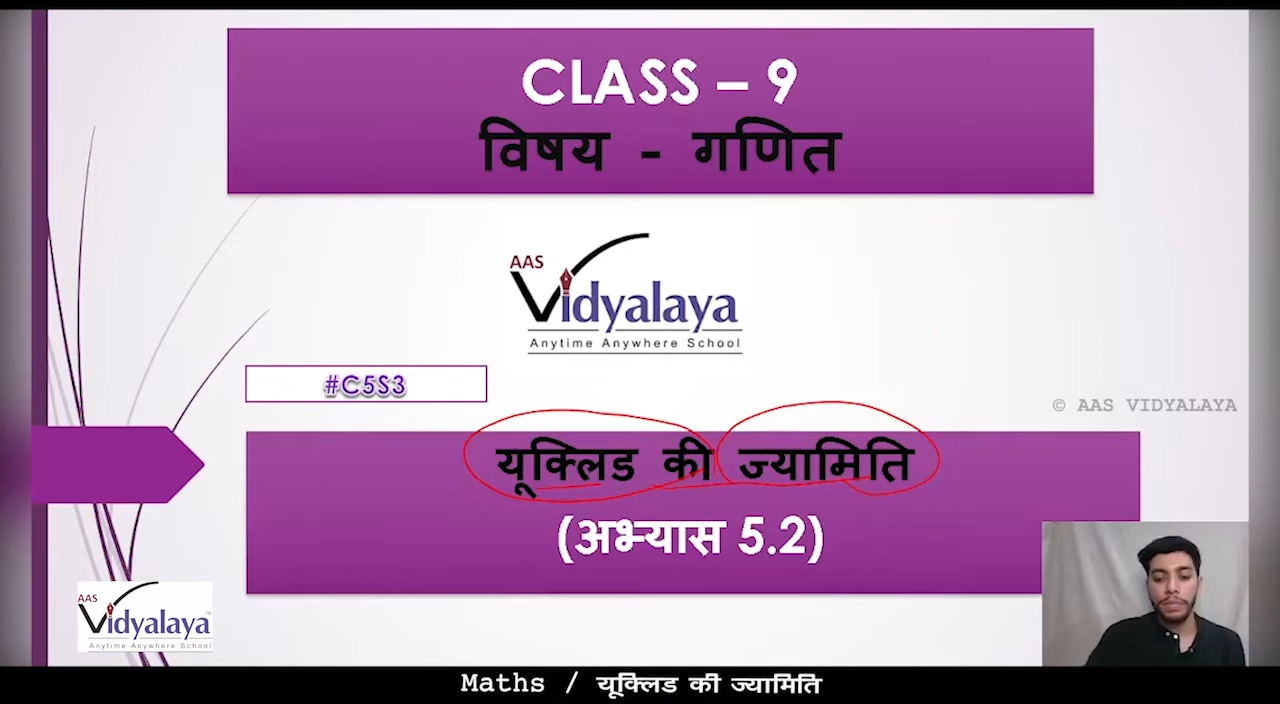 CLASS – 9
विषय - गणित
AAS
Vidyalaya
Anytime Anywhere School
#C5S3
© AAS VIDYALAYA
यूक्लिड की ज्यामिति
(अभ्यास 5.2)
AAS
Vidyalaya
TM
Anytime Anywhere School
Maths / यूक्लिड की ज्यामिति